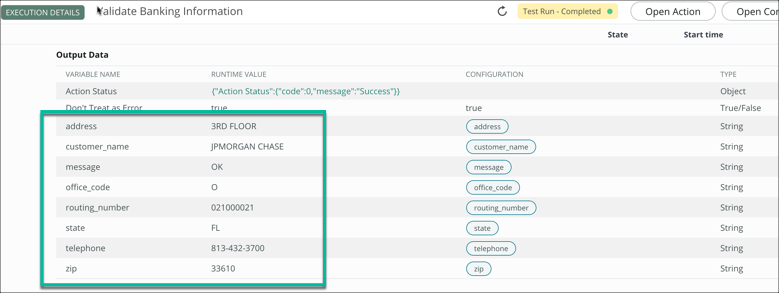 EXECUTION DETAILS Validate Banking Information Test Run - Completed Open Action Open Con
State Start time
Output Data
VARIABLE NAME RUNTIME VALUE CONFIGURATION TYPE
Action Status {"Action Status":{"code":0,"message":"Success"}} Object
Don't Treat as Error true true True/False
address 3RD FLOOR address String
customer_name JPMORGAN CHASE customer_name String
message OK message String
office_code O office_code String
routing_number 021000021 routing_number String
state FL state String
telephone 813-432-3700 telephone String
zip 33610 zip String